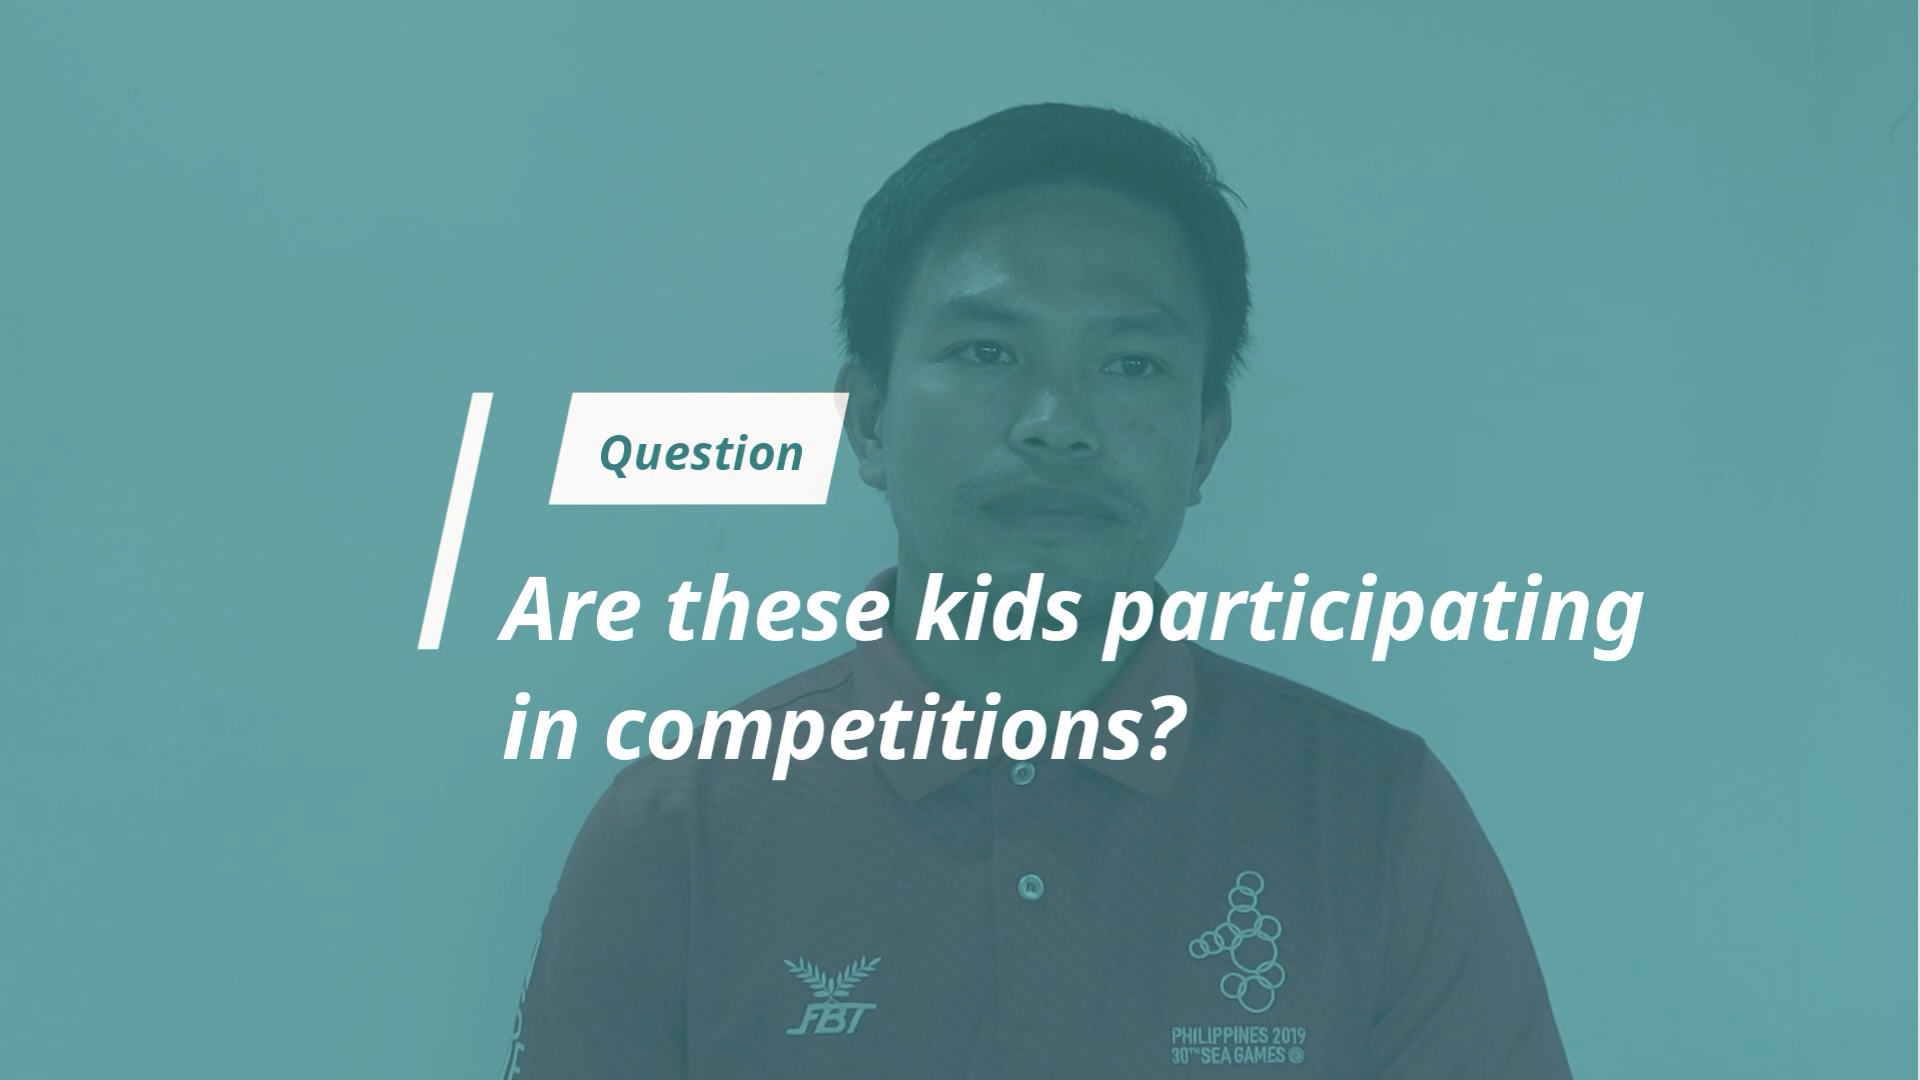 Question
Are these kids participating
in competitions?
FBT
PHILIPPINES 2019
30TH SEA GAMES